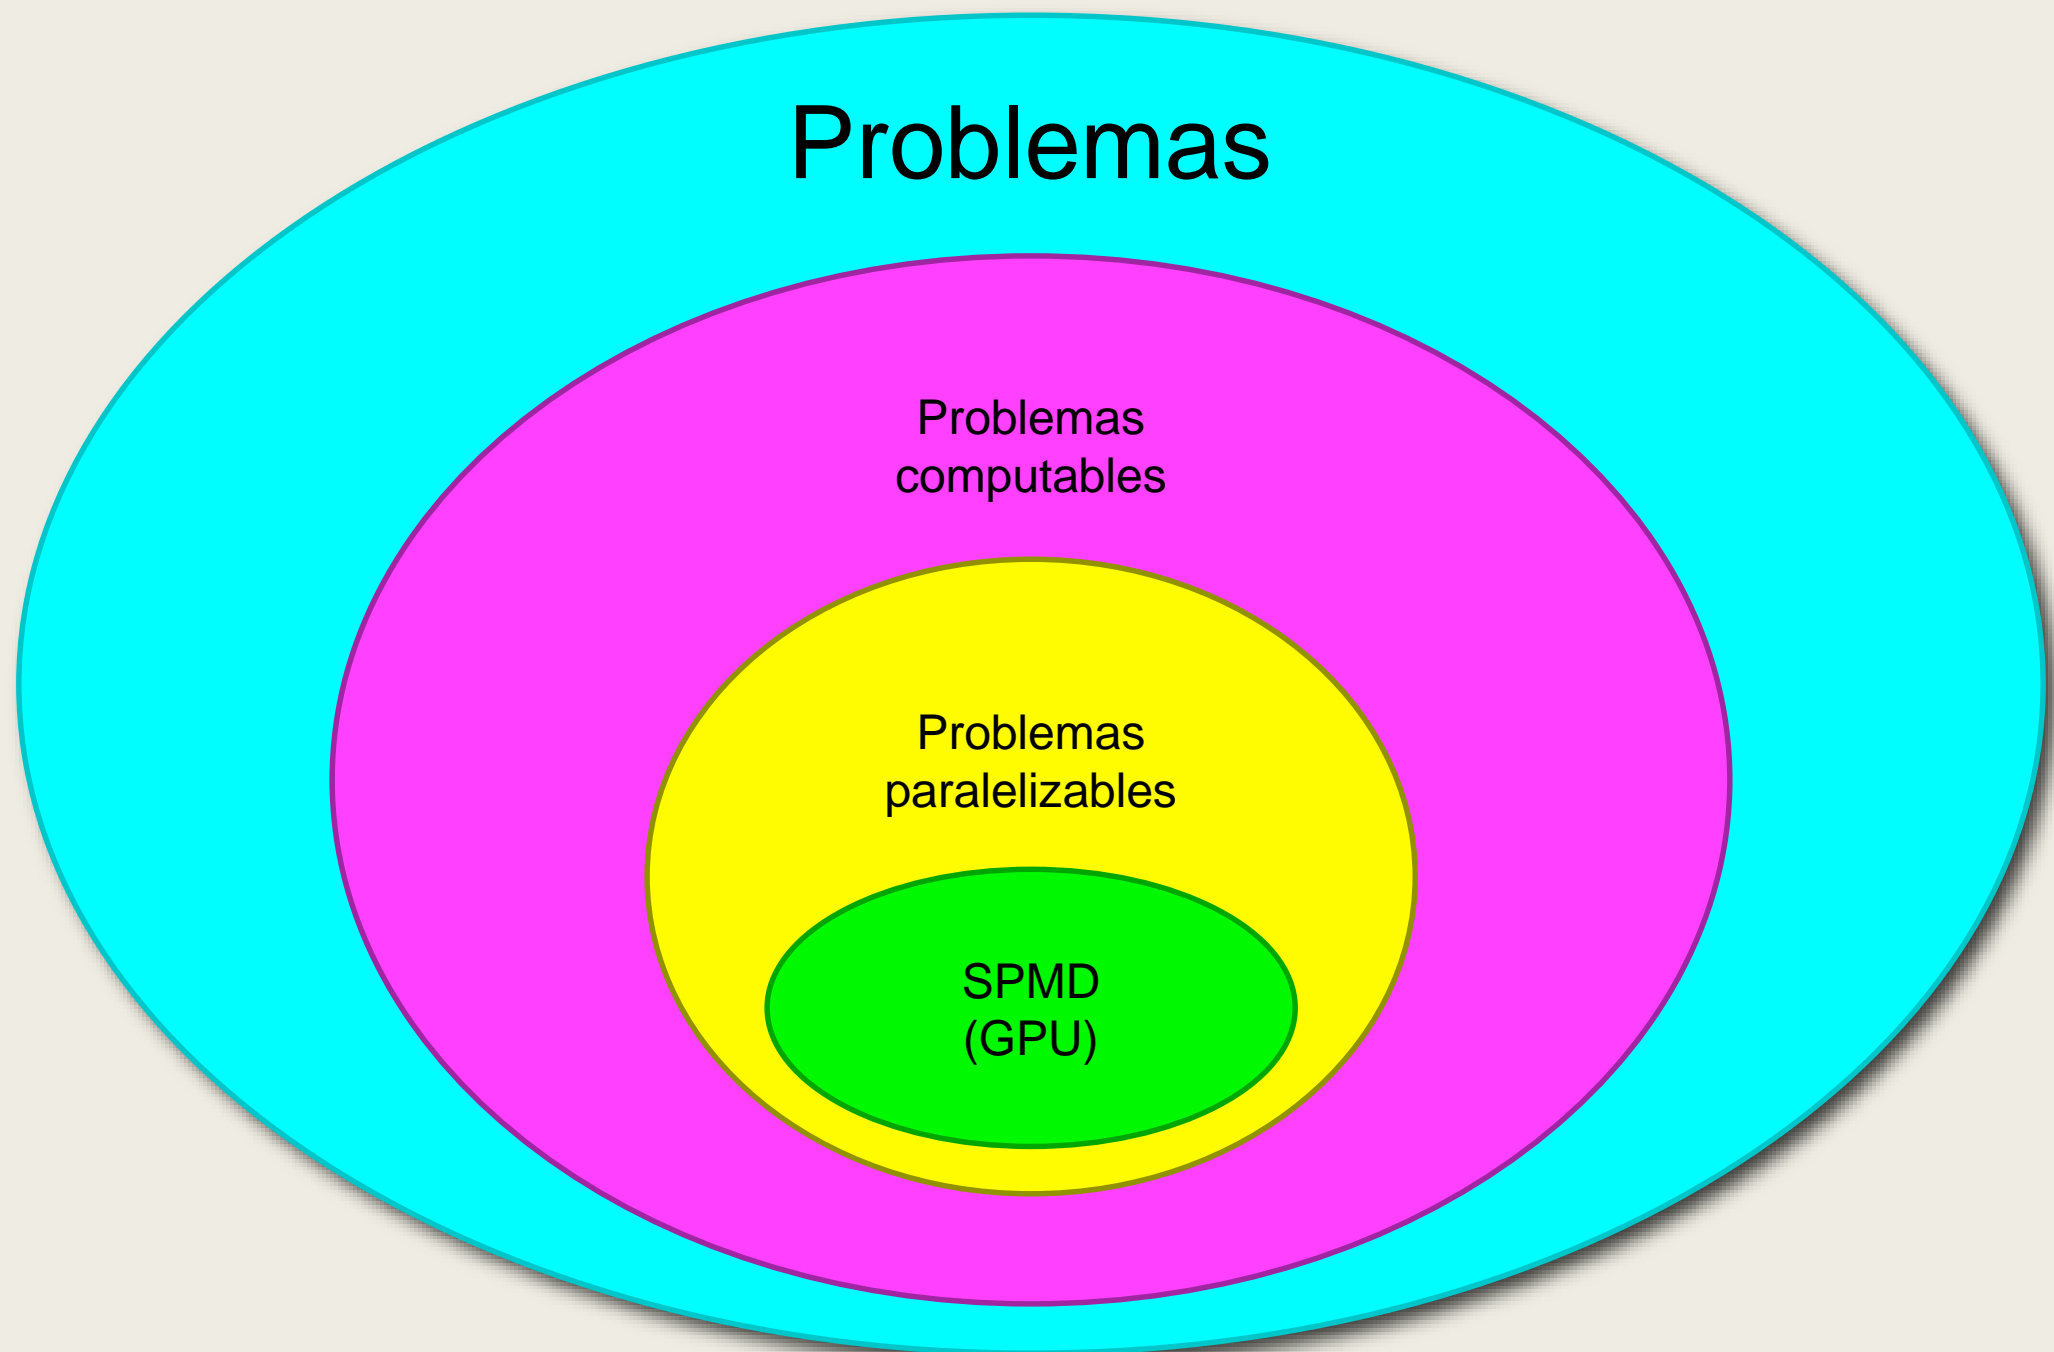 Problemas
Problemas
computables
Problemas
paralelizables
SPMD
(GPU)